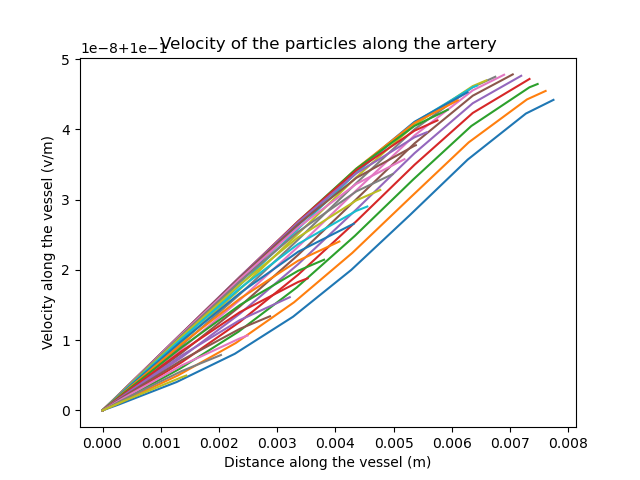 Velocity of the particles along the artery
1e−8+1e−1
5
4
3
2
1
0
Velocity along the vessel (v/m)
0.000 0.001 0.002 0.003 0.004 0.005 0.006 0.007 0.008
Distance along the vessel (m)